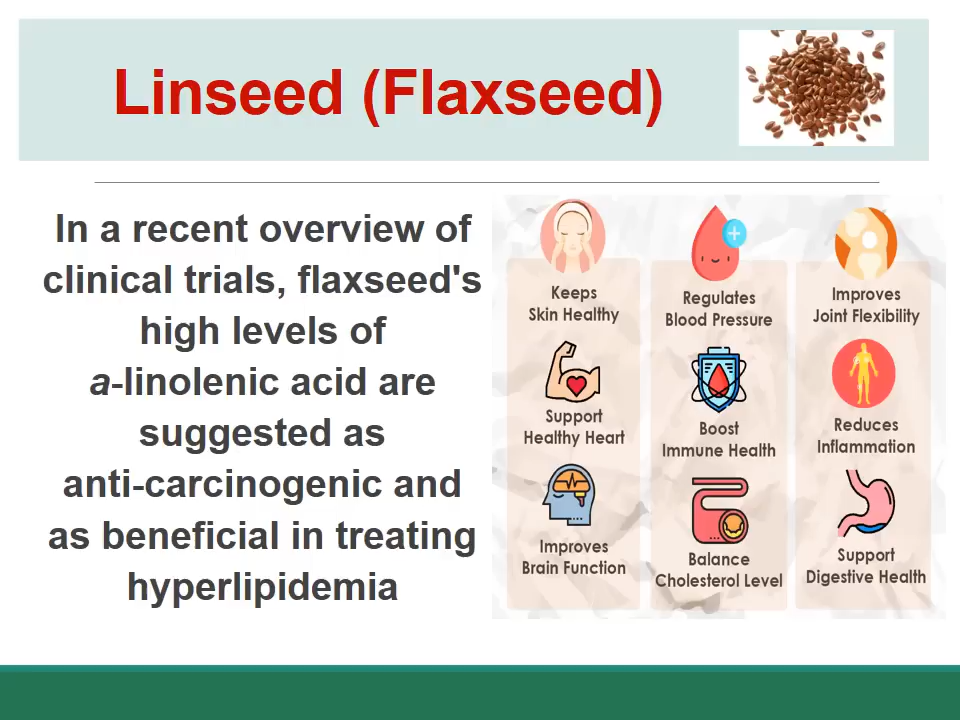 Linseed (Flaxseed)
In a recent overview of
clinical trials, flaxseed's
high levels of
a-linolenic acid are
suggested as
anti-carcinogenic and
as beneficial in treating
hyperlipidemia
Keeps
Skin Healthy
Regulates
Blood Pressure
Improves
Joint Flexibility
Support
Healthy Heart
Boost
Immune Health
Reduces
Inflammation
Improves
Brain Function
Balance
Cholesterol Level
Support
Digestive Health